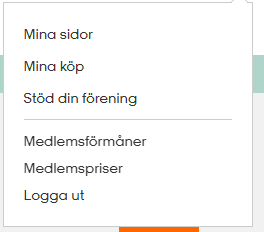 Mina sidor
Mina köp
Stöd din förening
Medlemsförmåner
Medlemspriser
Logga ut